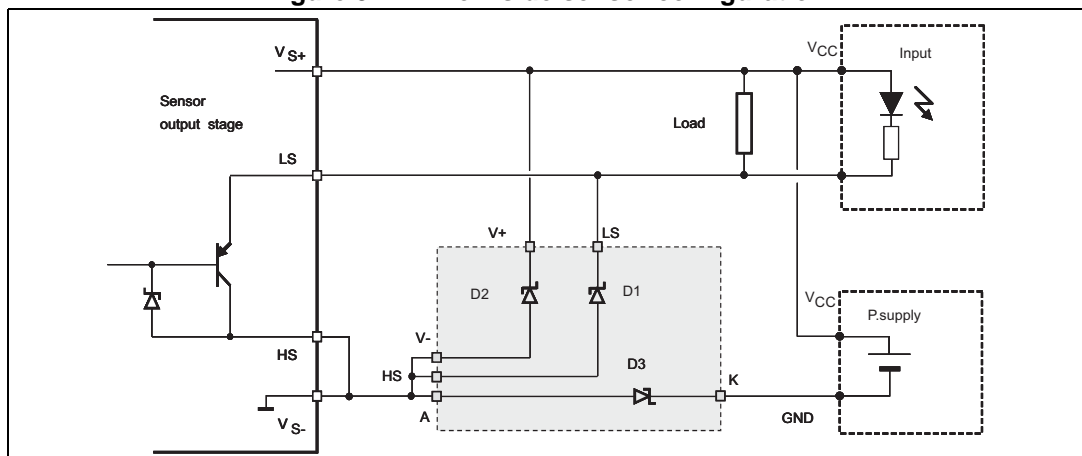 V S+
Sensor
output stage
LS
HS
V S-
V+
LS
D2
D1
V-
HS
A
D3
K
GND
Load
VCC
Input
VCC
P.supply